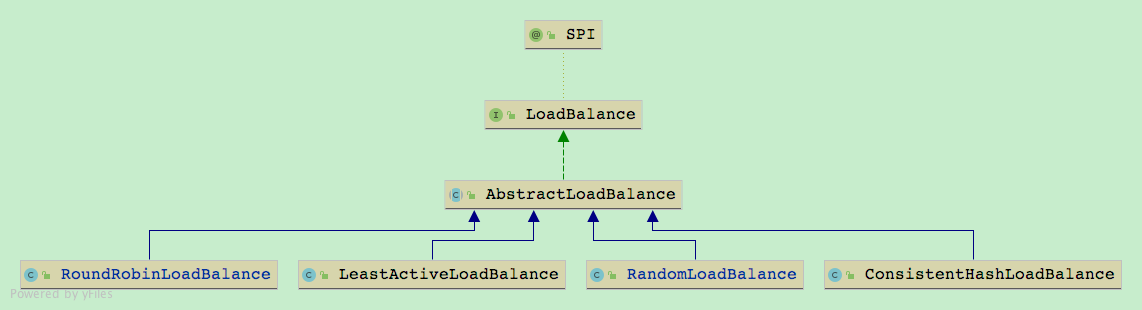 @ SPI
I LoadBalance
C AbstractLoadBalance
C RoundRobinLoadBalance
C LeastActiveLoadBalance
C RandomLoadBalance
C ConsistentHashLoadBalance
Powered by yFiles